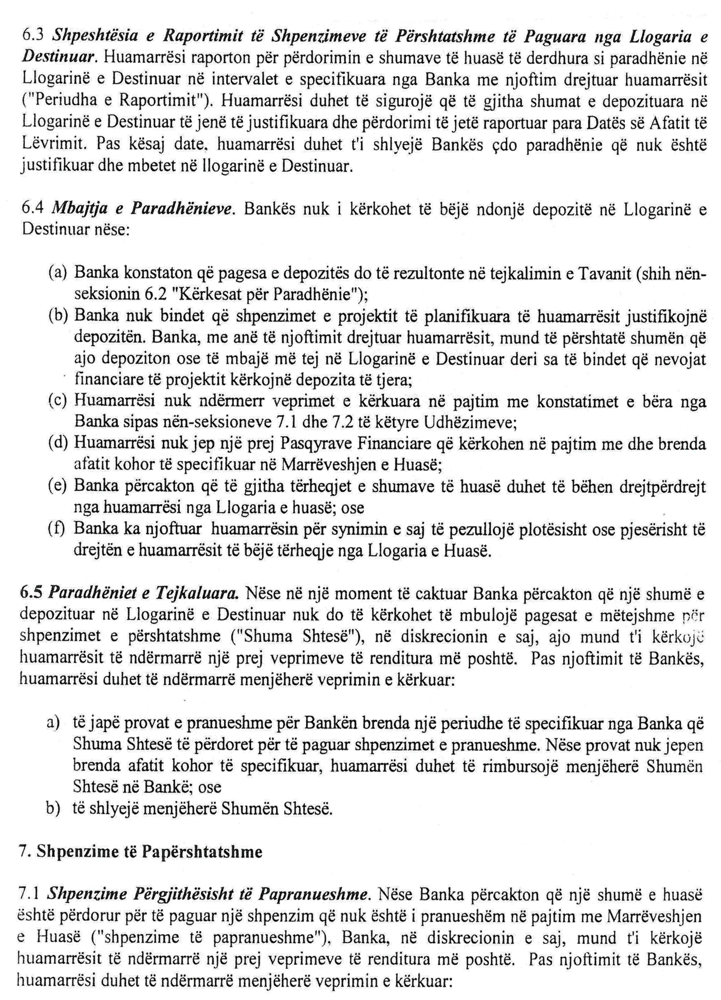 6.3 Shpeshtësia e Raportimit të Shpenzimeve të Përshtatshme të Paguara nga Llogaria e
Destinuar. Huamarrësi raporton për përdorimin e shumave të huasë të derdhura si paradhënie në
Llogarinë e Destinuar në intervalet e specifikuara nga Banka me njoftim drejtuar huamarrësit
("Periudha e Raportimit"). Huamarrësi duhet të sigurojë që të gjitha shumat e depozituara në
Llogarinë e Destinuar të jenë të justifikuara dhe përdorimi të jetë raportuar para Datës së Afatit të
Lëvrimit. Pas kësaj date, huamarrësi duhet t'i shlyejë Bankës çdo paradhënie që nuk është
justifikuar dhe mbetet në llogarinë e Destinuar.
6.4 Mbajtja e Paradhënieve. Bankës nuk i kërkohet të bëjë ndonjë depozitë në Llogarinë e
Destinuar nëse:
(a) Banka konstaton që pagesa e depozitës do të rezultonte në tejkalimin e Tavanit (shih nën-
seksionin 6.2 "Kërkesat për Paradhënie");
(b) Banka nuk bindet që shpenzimet e projektit të planifikuara të huamarrësit justifikojnë
depozitën. Banka, me anë të njoftimit drejtuar huamarrësit, mund të përshtatë shumën që
ajo depoziton ose të mbajë më tej në Llogarinë e Destinuar deri sa të bindet që nevojat
financiare të projektit kërkojnë depozita të tjera;
(c) Huamarrësi nuk ndërmerr veprimet e kërkuara në pajtim me konstatimet e bëra nga
Banka sipas nën-seksioneve 7.1 dhe 7.2 të këtyre Udhëzimeve;
(d) Huamarrësi nuk jep një prej Pasqyrave Financiare që kërkohen në pajtim me dhe brenda
afatit kohor të specifikuar në Marrëveshjen e Huasë;
(e) Banka përcakton që të gjitha tërheqjet e shumave të huasë duhet të bëhen drejtpërdrejt
nga huamarrësi nga Llogaria e huasë; ose
(f) Banka ka njoftuar huamarrësin për synimin e saj të pezullojë plotësisht ose pjesërisht të
drejtën e huamarrësit të bëjë tërheqje nga Llogaria e Huasë.
6.5 Paradhëniet e Tejkaluara. Nëse në një moment të caktuar Banka përcakton që një shumë e
depozituar në Llogarinë e Destinuar nuk do të kërkohet të mbulojë pagesat e mëtejshme për
shpenzimet e përshtatshme ("Shuma Shtesë"), në diskrecionin e saj, ajo mund t'i kërkojë
huamarrësit të ndërmarrë një prej veprimeve të renditura më poshtë. Pas njoftimit të Bankës,
huamarrësi duhet të ndërmarrë menjëherë veprimin e kërkuar:
a) të japë provat e pranueshme për Bankën brenda një periudhe të specifikuar nga Banka që
Shuma Shtesë të përdoret për të paguar shpenzimet e pranueshme. Nëse provat nuk jepen
brenda afatit kohor të specifikuar, huamarrësi duhet të rimbursojë menjëherë Shumën
Shtesë në Bankë; ose
b) të shlyejë menjëherë Shumën Shtesë.
7. Shpenzime të Papërshtatshme
7.1 Shpenzime Përgjithësisht të Papranueshme. Nëse Banka përcakton që një shumë e huasë
është përdorur për të paguar një shpenzim që nuk është i pranueshëm në pajtim me Marrëveshjen
e Huasë ("shpenzime të papranueshme"), Banka, në diskrecionin e saj, mund t'i kërkojë
huamarrësit të ndërmarrë një prej veprimeve të renditura më poshtë. Pas njoftimit të Bankës,
huamarrësi duhet të ndërmarrë menjëherë veprimin e kërkuar: